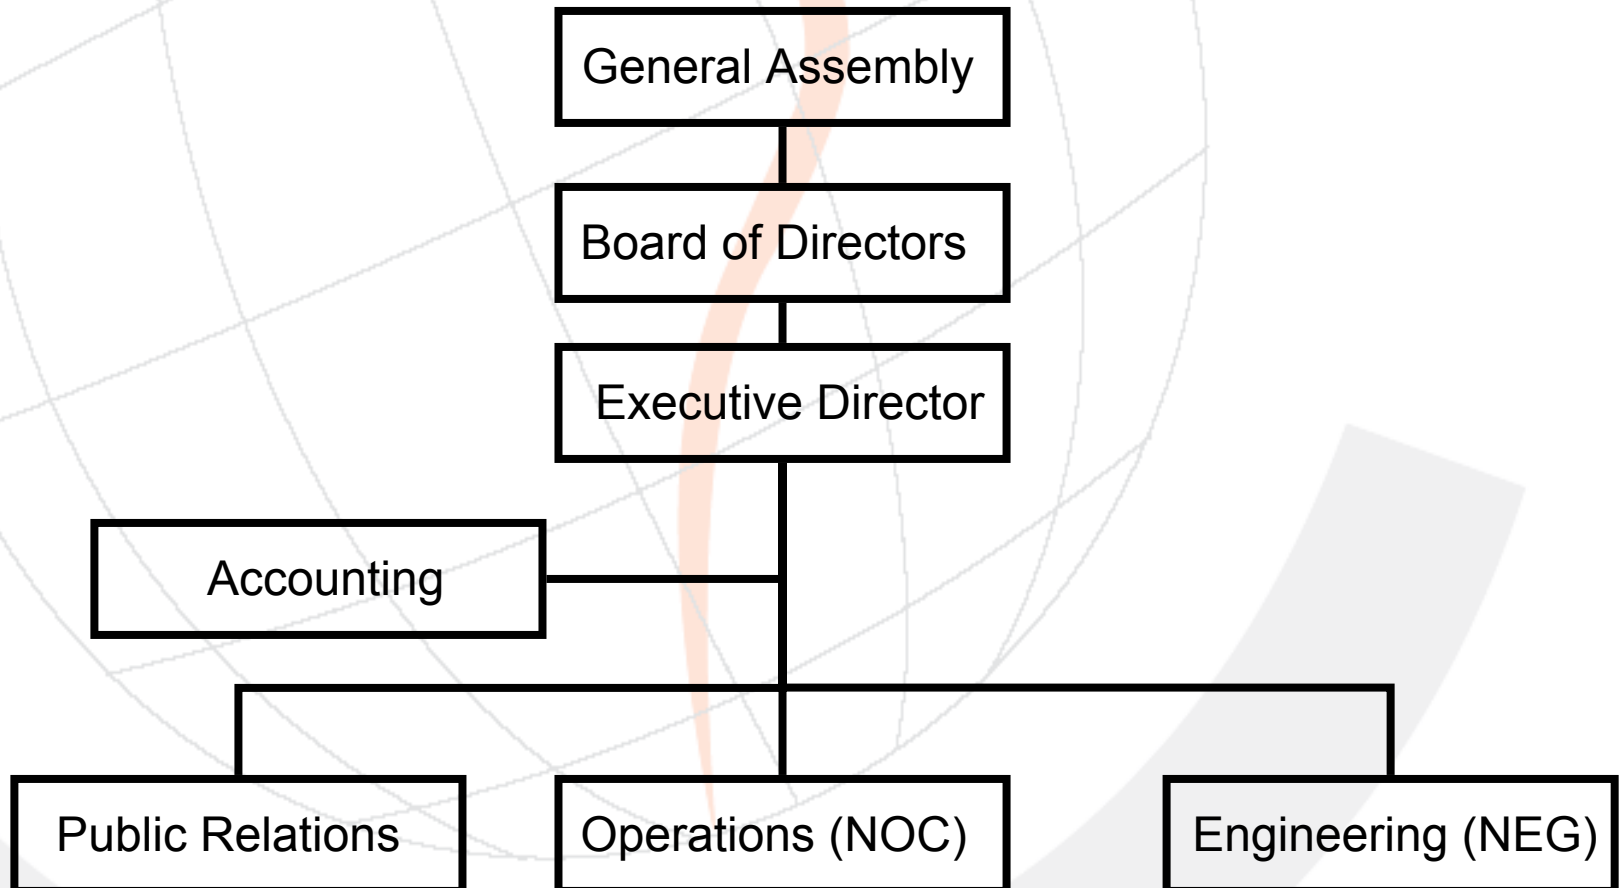 General Assembly
Board of Directors
Executive Director
Accounting
Public Relations
Operations (NOC)
Engineering (NEG)